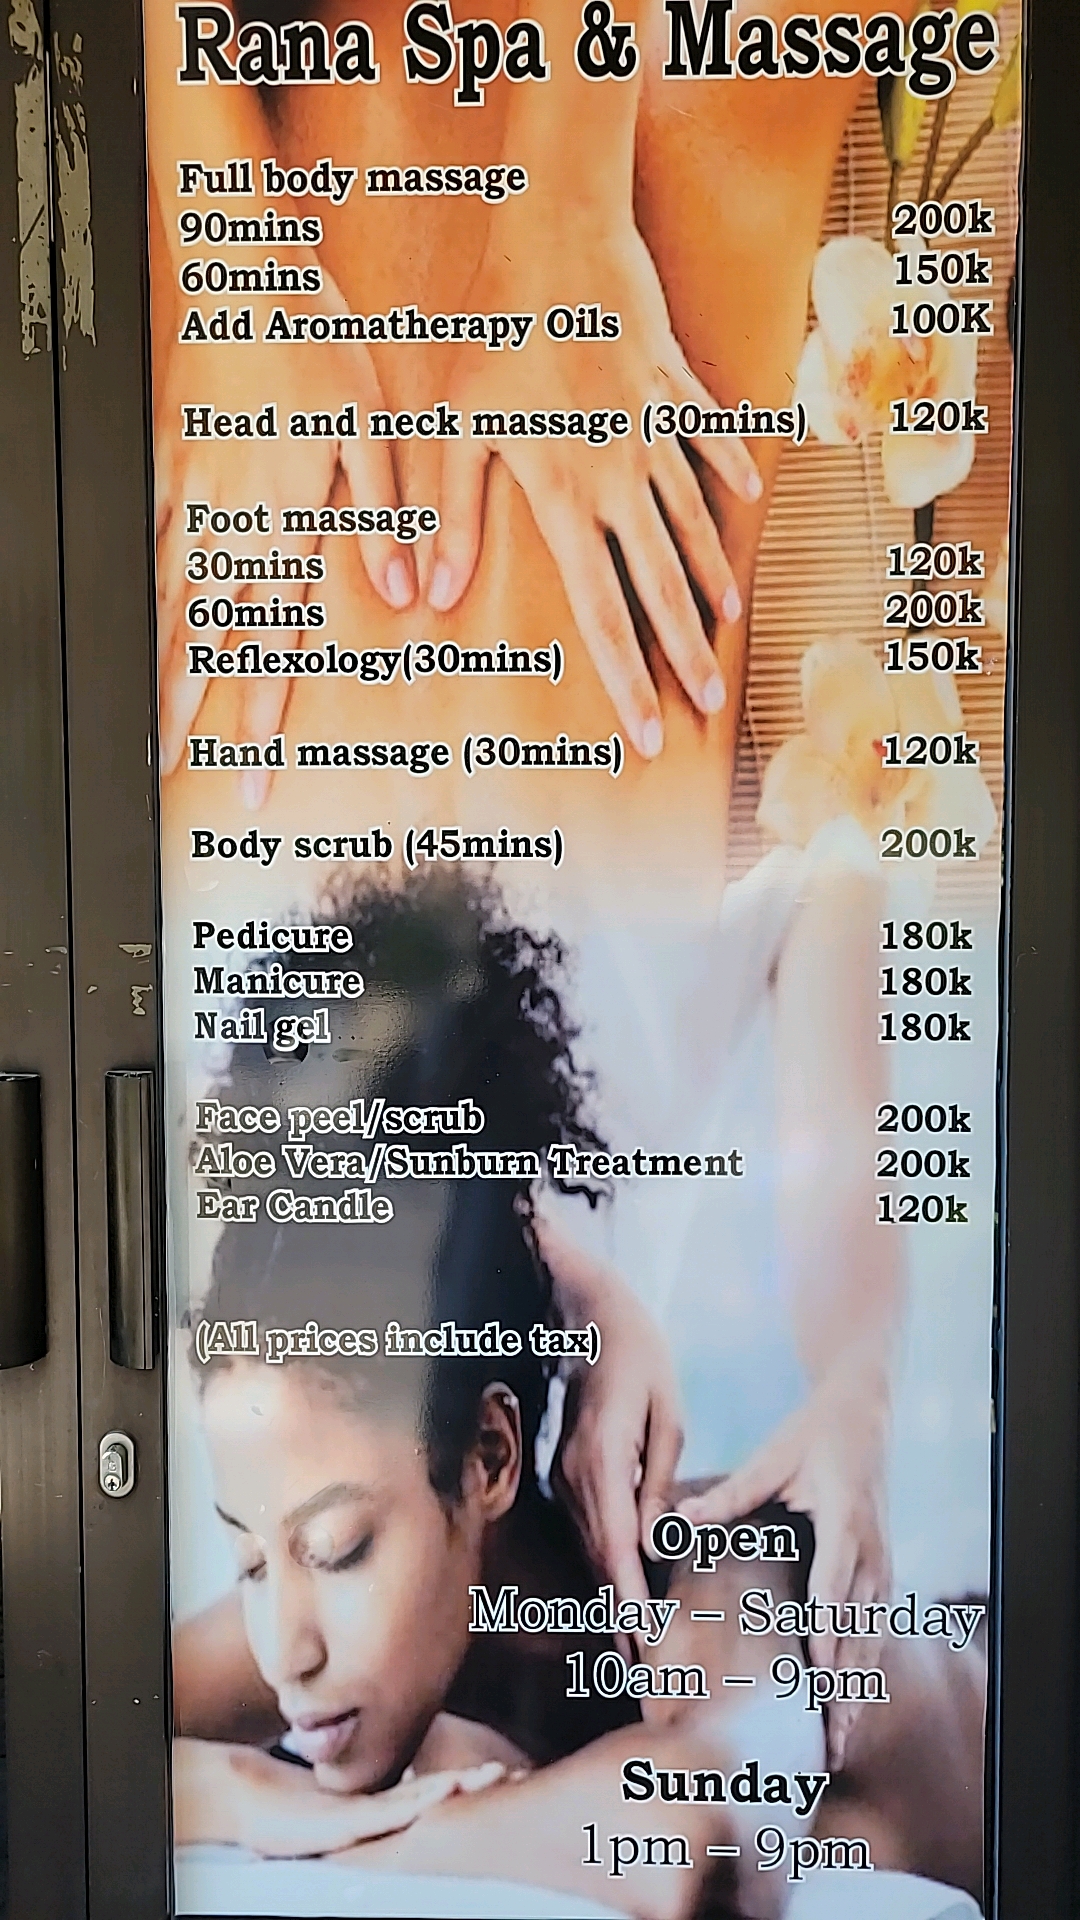 Rana Spa & Massage
Full body massage
90mins 200k
60mins 150k
Add Aromatherapy Oils 100K
Head and neck massage (30mins) 120k
Foot massage
30mins 120k
60mins 200k
Reflexology(30mins) 150k
Hand massage (30mins) 120k
Body scrub (45mins) 200k
Pedicure 180k
Manicure 180k
Nail gel 180k
Face peel/scrub 200k
Aloe Vera/Sunburn Treatment 200k
Ear Candle 120k
(All prices include tax)
Open
Monday – Saturday
10am – 9pm
Sunday
1pm – 9pm